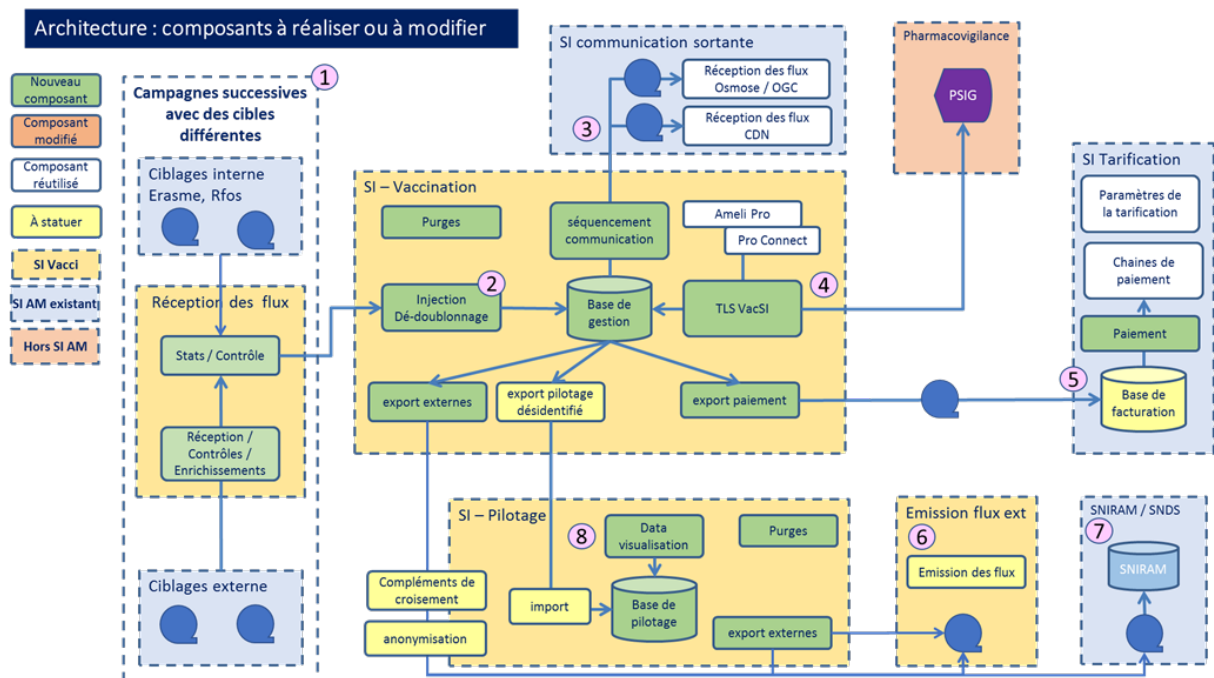 Architecture : composants à réaliser ou à modifier
Nouveau
composant
Composant
modifié
Composant
réutilisé
À statuer
SI Vacci
SI AM existant
Hors SI AM
1
Campagnes successives
avec des cibles
différentes
Ciblages interne
Erasme, Rfos
Réception des flux
Stats / Contrôle
Réception /
Contrôles /
Enrichissements
Ciblages externe
SI communication sortante
Réception des flux
Osmose / OGC
3
Réception des flux
CDN
Pharmacovigilance
PSIG
SI – Vaccination
Purges
séquencement
communication
Ameli Pro
Pro Connect
2
Injection
Dé-doublonnage
Base de
gestion
TLS VacSI
4
export externes
export pilotage
désidentifié
export paiement
SI Tarification
Paramètres de
la tarification
Chaines de
paiement
Paiement
5
Base de
facturation
SI – Pilotage
8
Data
visualisation
Purges
Compléments de
croisement
import
Base de
pilotage
anonymisation
export externes
Emission flux ext
6
Emission des flux
SNIRAM / SNDS
7
SNIRAM